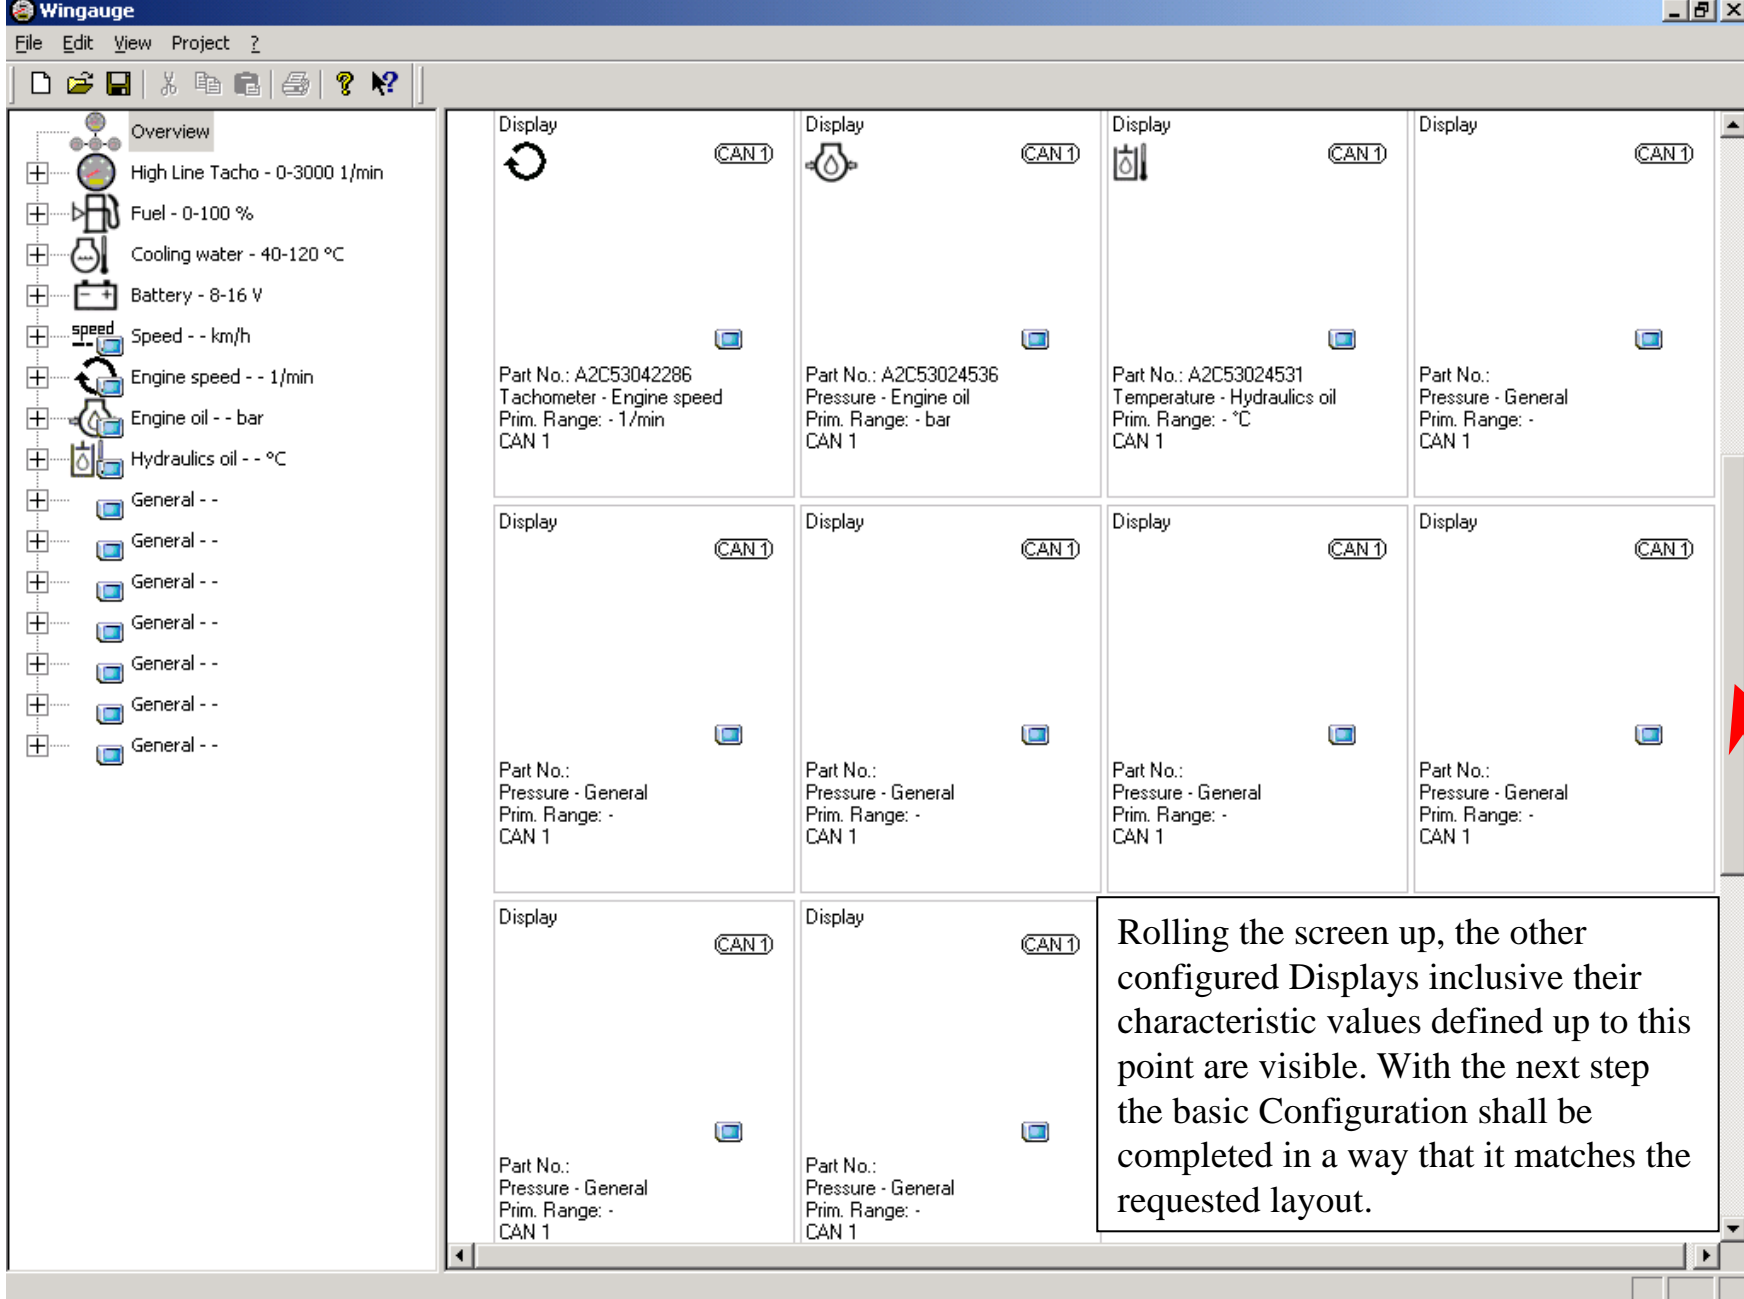 Wingauge
File Edit View Project ?
Overview
High Line Tacho - 0-3000 1/min
Fuel - 0-100 %
Cooling water - 40-120 °C
Battery - 8-16 V
speed
Speed - - km/h
Engine speed - - 1/min
Engine oil - - bar
Hydraulics oil - - °C
General - -
General - -
General - -
General - -
General - -
General - -
General - -
Display
CAN 1
Part No.: A2C53042286
Tachometer - Engine speed
Prim. Range: - 1/min
CAN 1
Display
CAN 1
Part No.: A2C53024536
Pressure - Engine oil
Prim. Range: - bar
CAN 1
Display
CAN 1
Part No.: A2C53024531
Temperature - Hydraulics oil
Prim. Range: - °C
CAN 1
Display
CAN 1
Part No.:
Pressure - General
Prim. Range: -
CAN 1
Display
CAN 1
Part No.:
Pressure - General
Prim. Range: -
CAN 1
Display
CAN 1
Part No.:
Pressure - General
Prim. Range: -
CAN 1
Display
CAN 1
Part No.:
Pressure - General
Prim. Range: -
CAN 1
Display
CAN 1
Part No.:
Pressure - General
Prim. Range: -
CAN 1
Display
CAN 1
Part No.:
Pressure - General
Prim. Range: -
CAN 1
Display
CAN 1
Part No.:
Pressure - General
Prim. Range: -
CAN 1
Rolling the screen up, the other
configured Displays inclusive their
characteristic values defined up to this
point are visible. With the next step
the basic Configuration shall be
completed in a way that it matches the
requested layout.